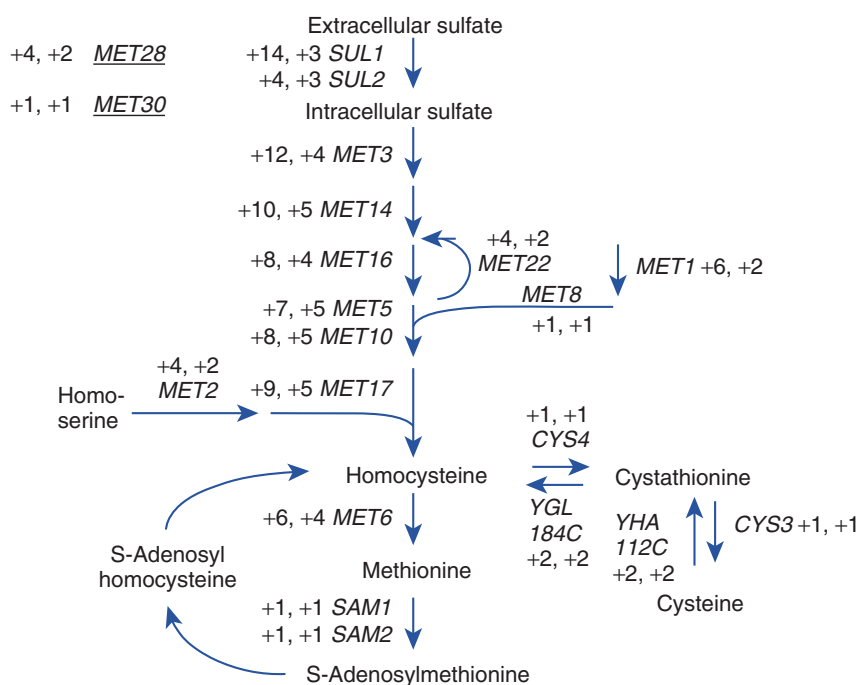 Extracellular sulfate
+4, +2 MET28
+14, +3 SUL1
+4, +3 SUL2
+1, +1 MET30
Intracellular sulfate
+12, +4 MET3
+10, +5 MET14
+4, +2
MET22
+8, +4 MET16
MET1 +6, +2
MET8
+1, +1
+7, +5 MET5
+8, +5 MET10
+4, +2
MET2
+9, +5 MET17
Homo-
serine
+1, +1
CYS4
Homocysteine
Cystathionine
YGL
184C
+2, +2
YHA
112C
+2, +2
CYS3 +1, +1
+6, +4 MET6
S-Adenosyl
homocysteine
Methionine
Cysteine
+1, +1 SAM1
+1, +1 SAM2
S-Adenosylmethionine